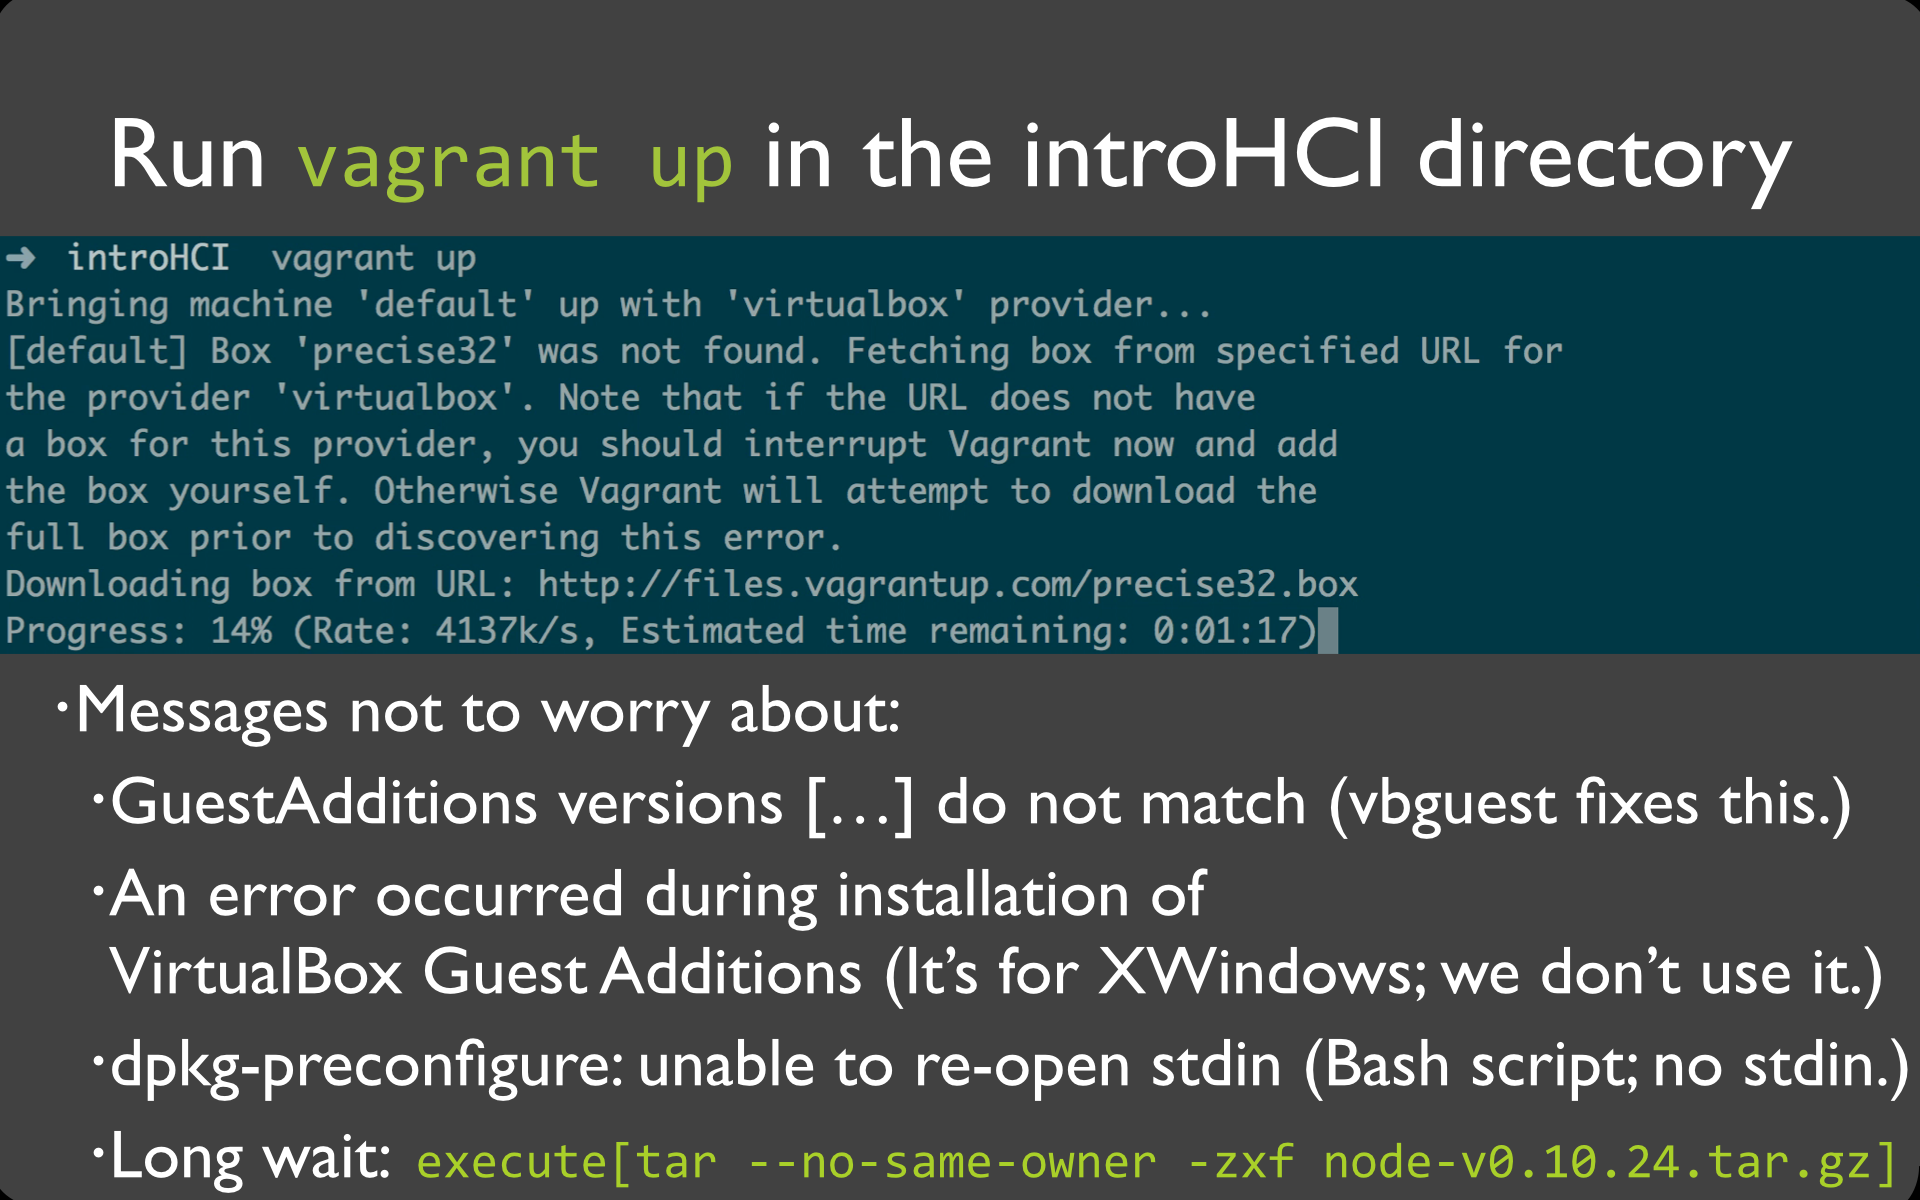 Run vagrant up in the introHCI directory
➜ introHCI vagrant up
Bringing machine 'default' up with 'virtualbox' provider...
[default] Box 'precise32' was not found. Fetching box from specified URL for
the provider 'virtualbox'. Note that if the URL does not have
a box for this provider, you should interrupt Vagrant now and add
the box yourself. Otherwise Vagrant will attempt to download the
full box prior to discovering this error.
Downloading box from URL: http://files.vagrantup.com/precise32.box
Progress: 14% (Rate: 4137k/s, Estimated time remaining: 0:01:17)
·Messages not to worry about:
·GuestAdditions versions […] do not match (vbguest fixes this.)
·An error occurred during installation of
VirtualBox Guest Additions (It’s for XWindows; we don’t use it.)
·dpkg-preconfigure: unable to re-open stdin (Bash script; no stdin.)
·Long wait: execute[tar --no-same-owner -zxf node-v0.10.24.tar.gz]